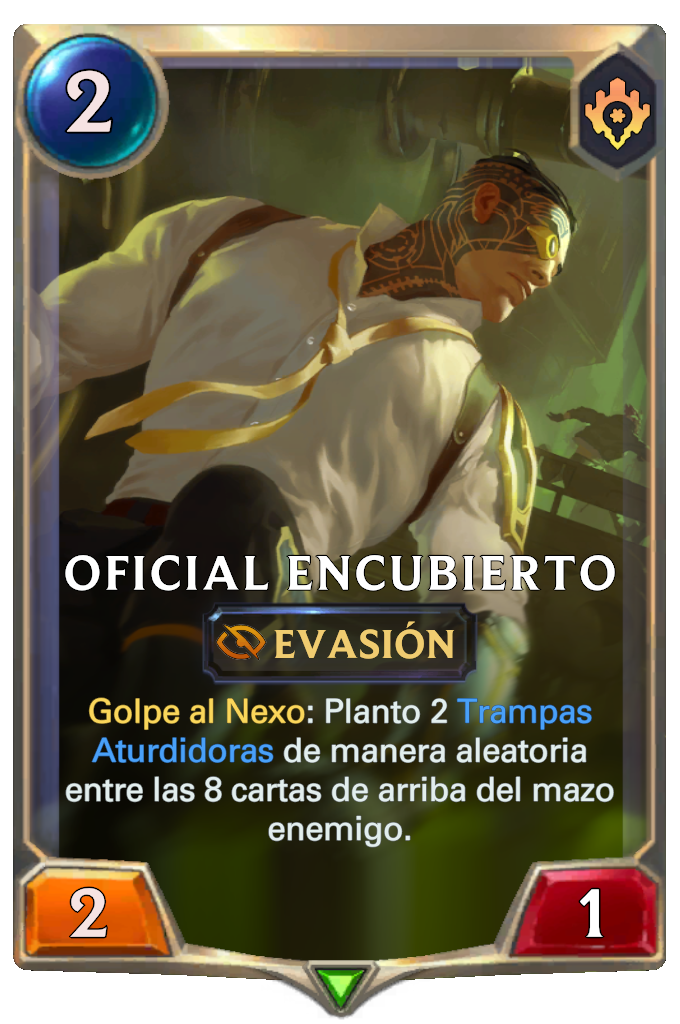 2
OFICIAL ENCUBIERTO
EVASIÓN
Golpe al Nexo: Planto 2 Trampas
Aturdidoras de manera aleatoria
entre las 8 cartas de arriba del mazo
enemigo.
2
1